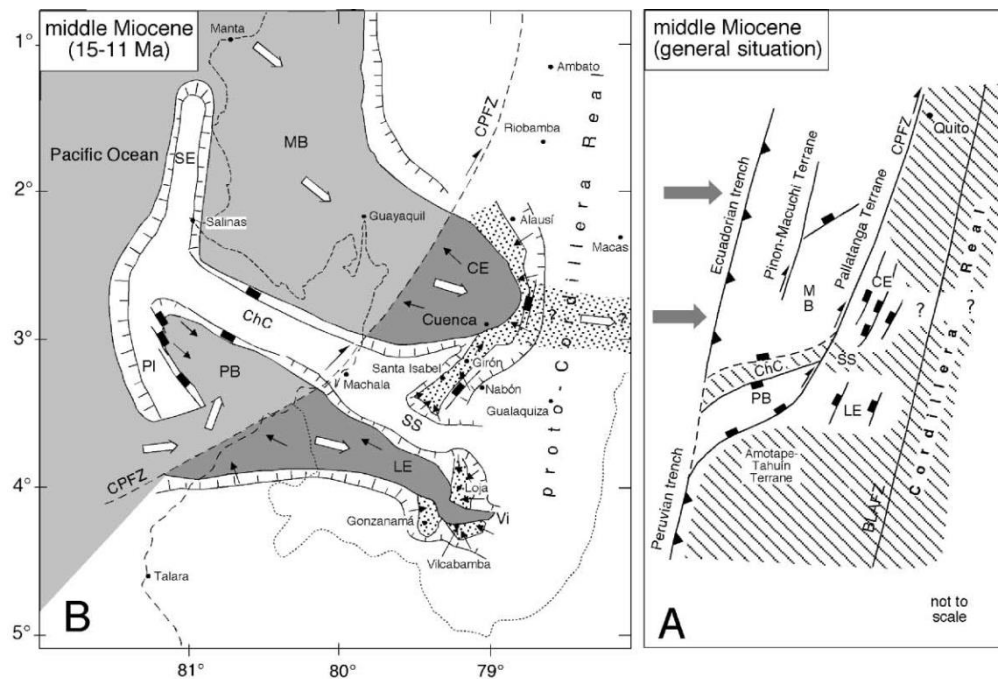 middle Miocene
(15-11 Ma)
1°
2°
3°
4°
5°
81°
80°
79°
Manta
Ambato
Riobamba
CPFZ
MB
Pacific Ocean
SE
Salinas
Guayaquil
Alausí
Macas
proto-Cordillera Real
CE
Cuenca
?
?
ChC
Santa Isabel
Girón
Nabón
Gualaquiza
PI
PB
Machala
SS
CPFZ
LE
Loja
Vi
Gonzanamá
Vilcabamba
Talara
B
middle Miocene
(general situation)
Quito
CPFZ
Ecuadorian trench
Pinon-Macuchi Terrane
Pallatanga Terrane
Cordillera Real
M
B
CE
?
?
ChC
SS
PB
LE
Amotape-
Tahuin
Terrane
Peruvian trench
BLAFZ
not to
scale
A